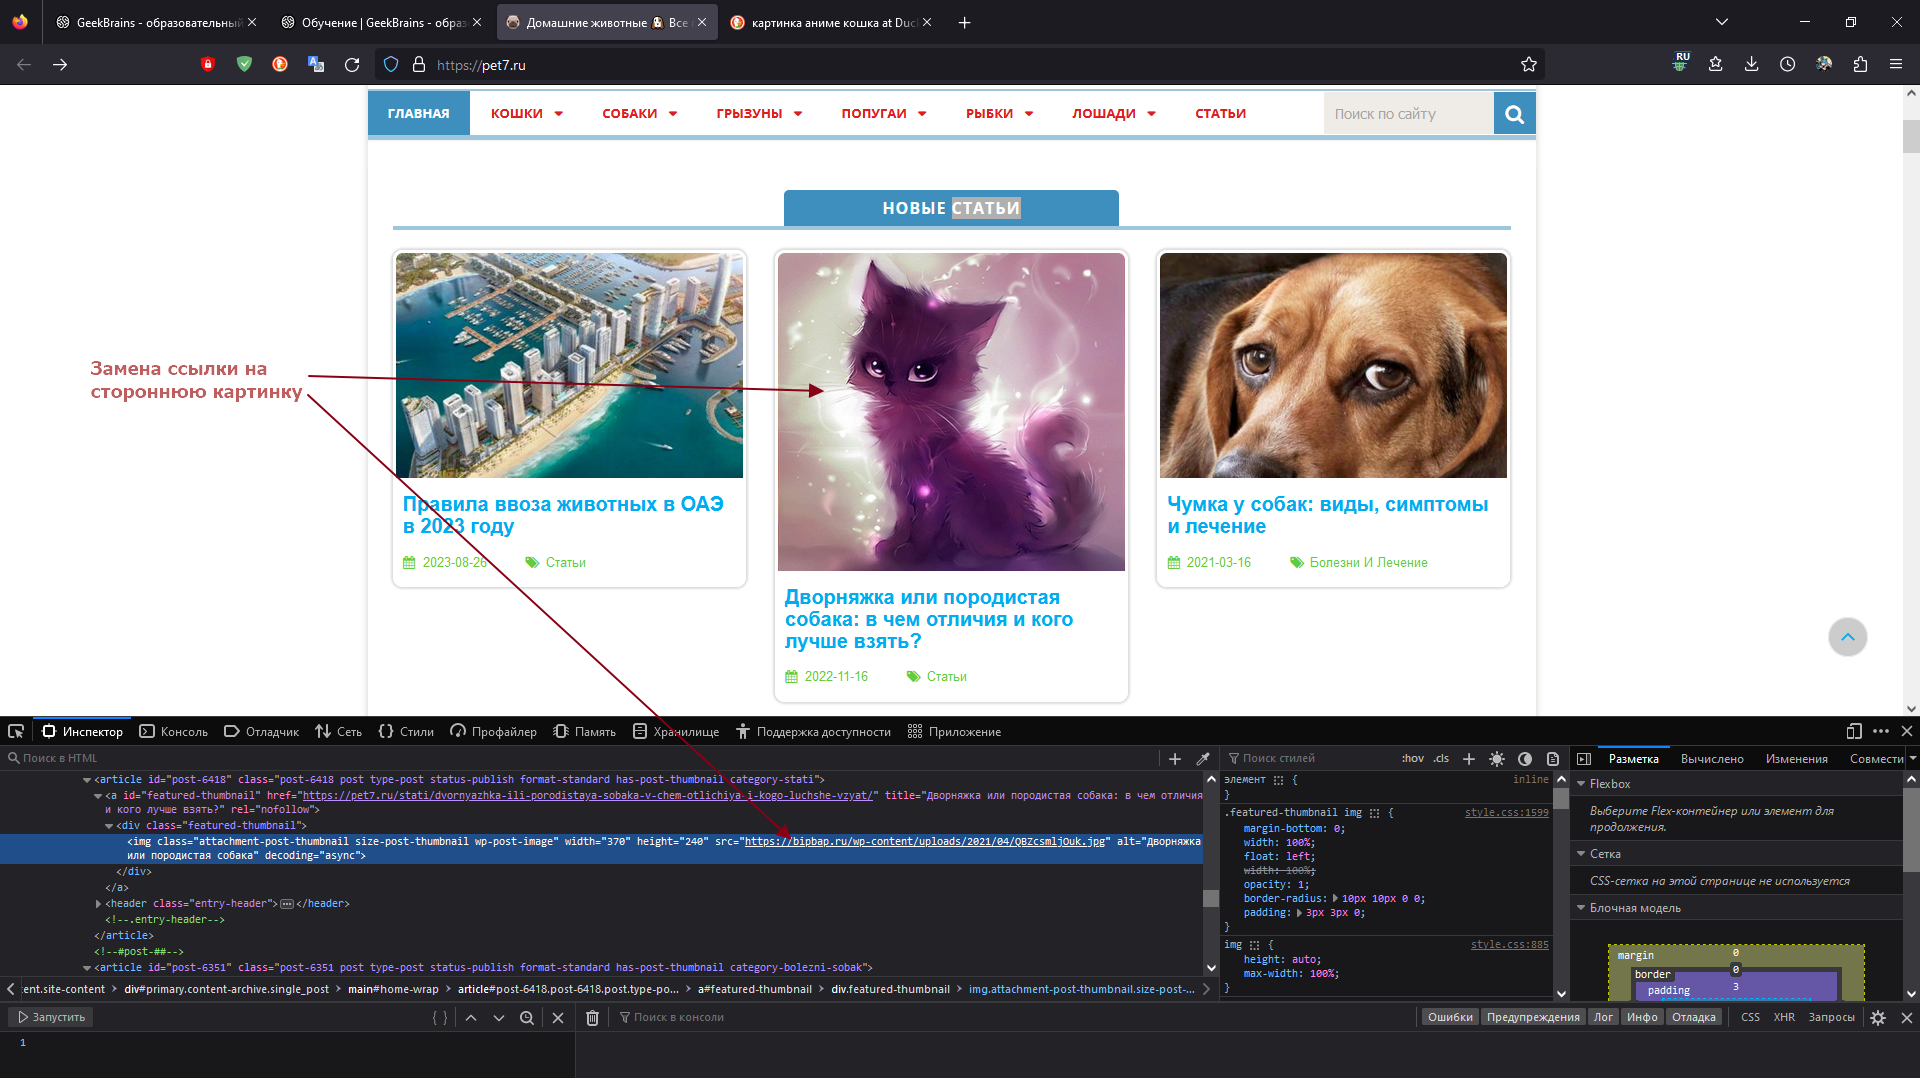 GeekBrains - образовательный
Обучение | GeekBrains - образо
Домашние животные Все
картинка аниме кошка at Duc
https://pet7.ru
RU
ГЛАВНАЯ
КОШКИ
СОБАКИ
ГРЫЗУНЫ
ПОПУГАИ
РЫБКИ
ЛОШАДИ
СТАТЬИ
Поиск по сайту
НОВЫЕ СТАТЬИ
Замена ссылки на
стороннюю картинку
Правила ввоза животных в ОАЭ
в 2023 году
2023-08-26
Статьи
Дворняжка или породистая
собака: в чем отличия и кого
лучше взять?
2022-11-16
Статьи
Чумка у собак: виды, симптомы
и лечение
2021-03-16
Болезни И Лечение
Инспектор
Консоль
Отладчик
Сеть
Стили
Профайлер
Память
Хранилище
Поддержка доступности
Приложение
Поиск в HTML
<article id="post-6418" class="post-6418 post type-post status-publish format-standard has-post-thumbnail category-stati">
<a id="featured-thumbnail" href="https://pet7.ru/stati/dvornyazhka-ili-porodistaya-sobaka-v-chem-otlichiya-i-kogo-luchshe-vzyat/" title="Дворняжка или породистая собака: в чем отличия
и кого лучше взять?" rel="nofollow">
<div class="featured-thumbnail">
<img class="attachment-post-thumbnail size-post-thumbnail wp-post-image" width="370" height="240" src="https://bipbap.ru/wp-content/uploads/2021/04/QBZcsmljOuk.jpg" alt="Дворняжка
или породистая собака" decoding="async">
</div>
</a>
<header class="entry-header"></header>
<!--.entry-header-->
</article>
<!--#post-##-->
<article id="post-6351" class="post-6351 post type-post status-publish format-standard has-post-thumbnail category-bolezni-sobak">
ent.site-content
div#primary.content-archive.single_post
main#home-wrap
article#post-6418.post-6418.post.type-po...
a#featured-thumbnail
div.featured-thumbnail
img.attachment-post-thumbnail.size-post-...
Поиск стилей
:hov .cls
элемент {
inline
}
.featured-thumbnail img {
style.css:1599
margin-bottom: 0;
width: 100%;
float: left;
width: 100%;
opacity: 1;
border-radius: 10px 10px 0 0;
padding: 3px 3px 0;
}
img {
style.css:885
height: auto;
max-width: 100%;
}
Разметка
Вычислено
Изменения
Совмести
Flexbox
Выберите Flex-контейнер или элемент для
продолжения.
Сетка
CSS-сетка на этой странице не используется
Блочная модель
margin
0
border
0
padding
3
Запустить
{ }
Поиск в консоли
Ошибки
Предупреждения
Лог
Инфо
Отладка
CSS
XHR
Запросы
1